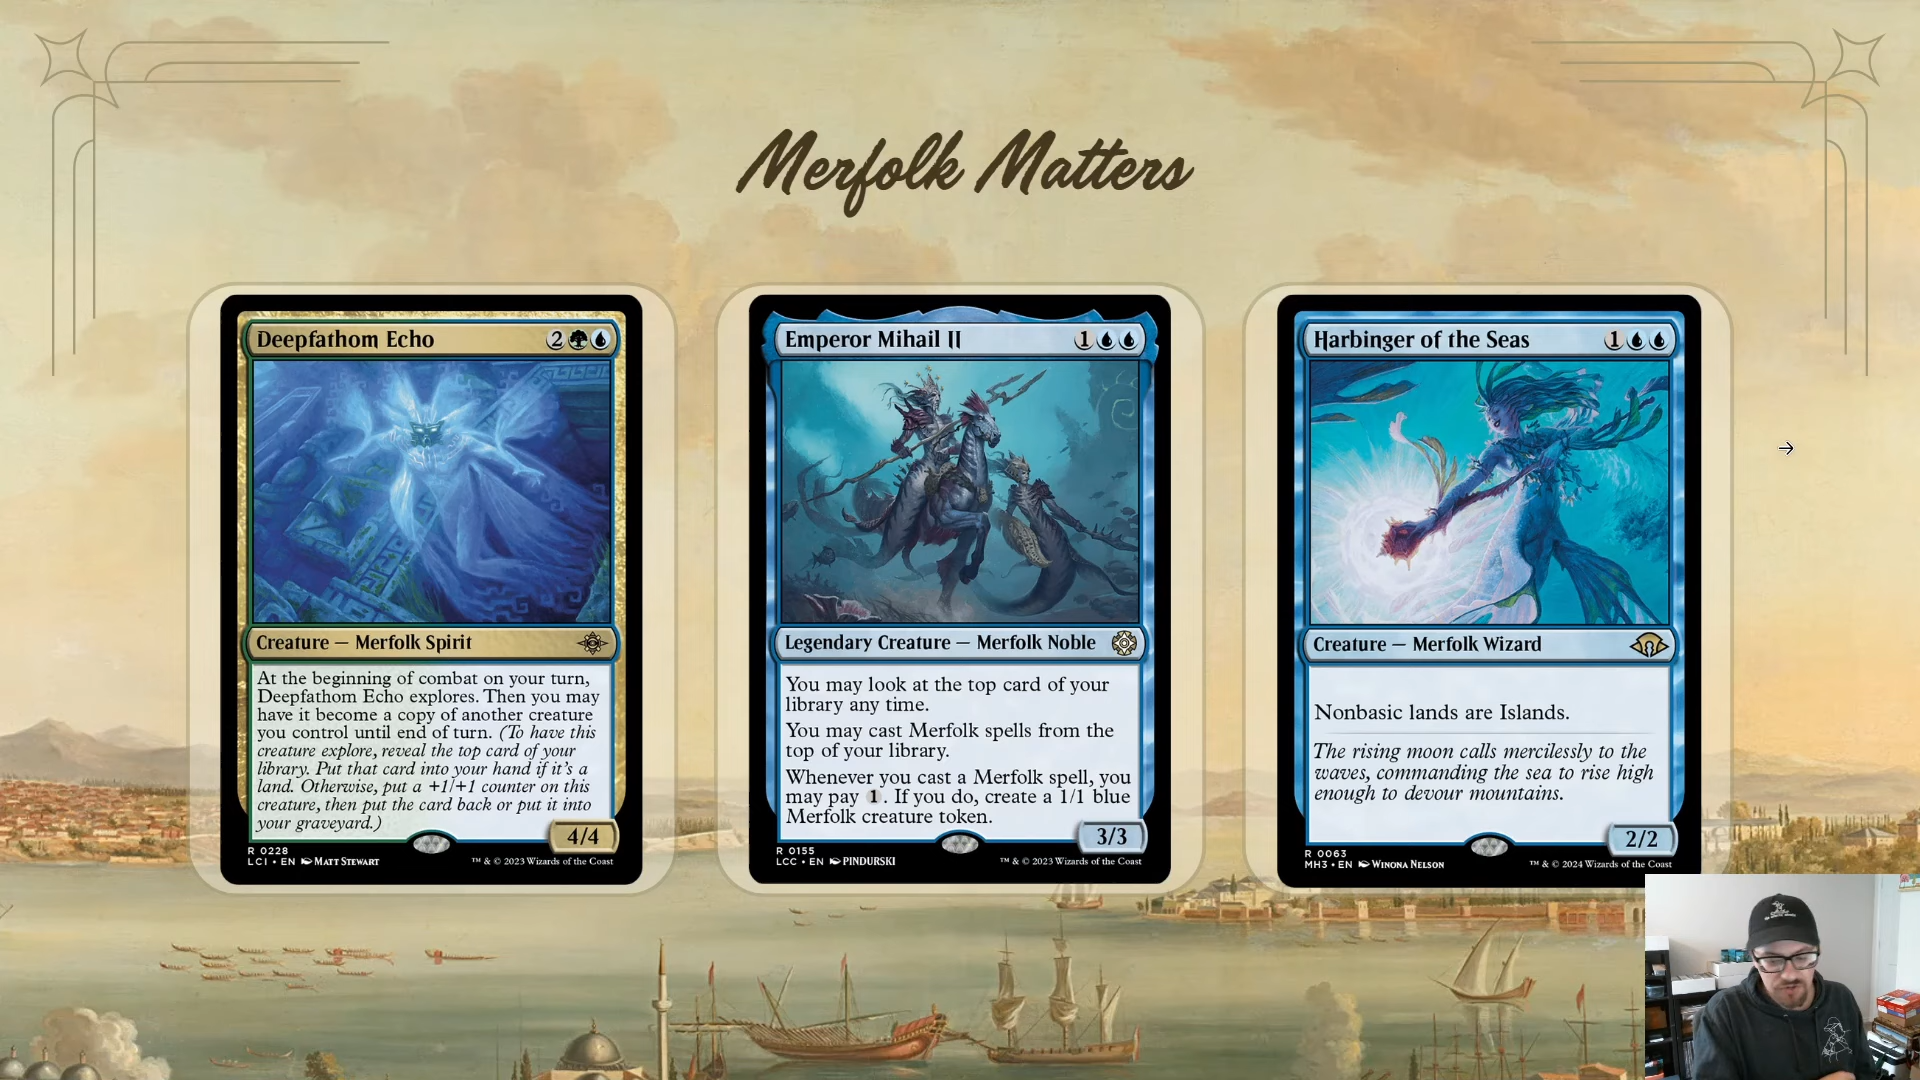 Merfolk Matters
Deepfathom Echo 2
Creature — Merfolk Spirit
At the beginning of combat on your turn,
Deepfathom Echo explores. Then you may
have it become a copy of another creature
you control until end of turn. (To have this
creature explore, reveal the top card of your
library. Put that card into your hand if it's a
land. Otherwise, put a +1/+1 counter on this
creature, then put the card back or put it into
your graveyard.)
4/4
R 0228
LCI • EN MATT STEWART ™ & © 2023 Wizards of the Coast
Emperor Mihail II 1
Legendary Creature — Merfolk Noble
You may look at the top card of your
library any time.
You may cast Merfolk spells from the
top of your library.
Whenever you cast a Merfolk spell, you
may pay 1. If you do, create a 1/1 blue
Merfolk creature token.
3/3
R 0155
LCC • EN PINDURSKI ™ & © 2023 Wizards of the Coast
Harbinger of the Seas 1
Creature — Merfolk Wizard
Nonbasic lands are Islands.
The rising moon calls mercilessly to the
waves, commanding the sea to rise high
enough to devour mountains.
2/2
R 0063
MH3 • EN WINONA NELSON ™ & © 2024 Wizards of the Coast